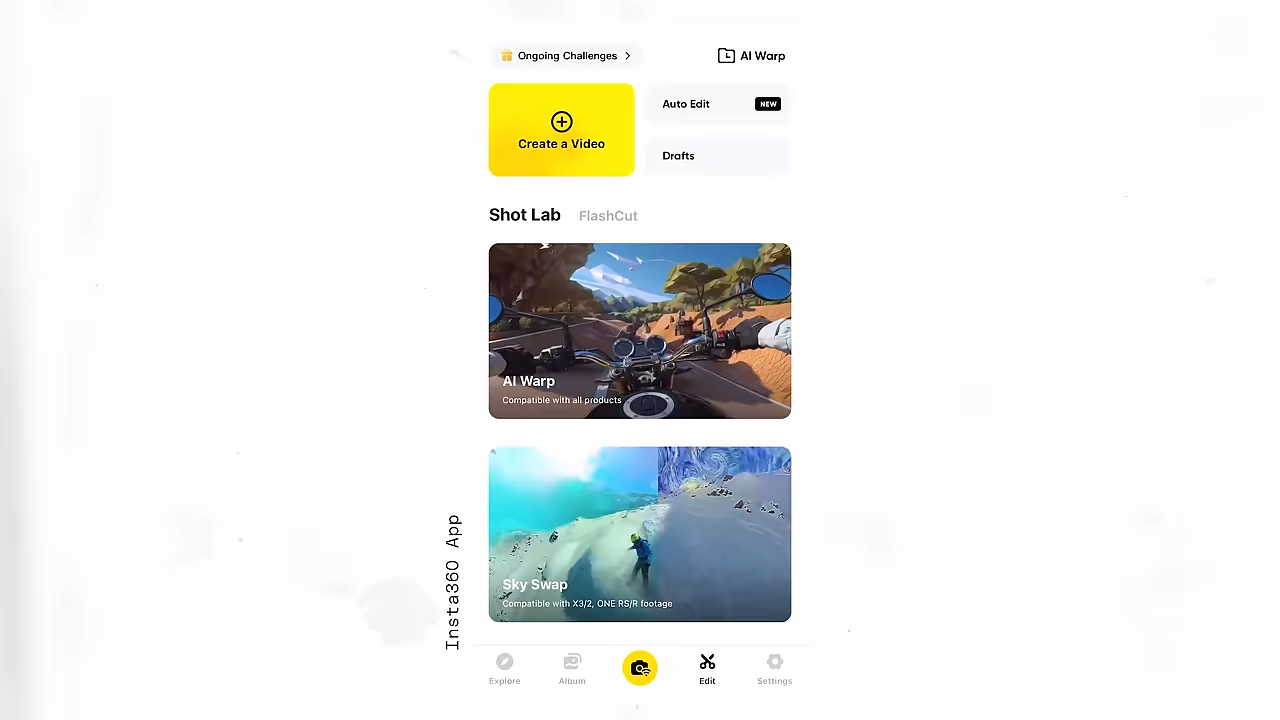 Ongoing Challenges
AI Warp
Create a Video
Auto Edit
NEW
Drafts
Shot Lab
FlashCut
AI Warp
Compatible with all products
Sky Swap
Compatible with X3/2, ONE RS/R footage
Insta360 App
Explore
Album
Edit
Settings